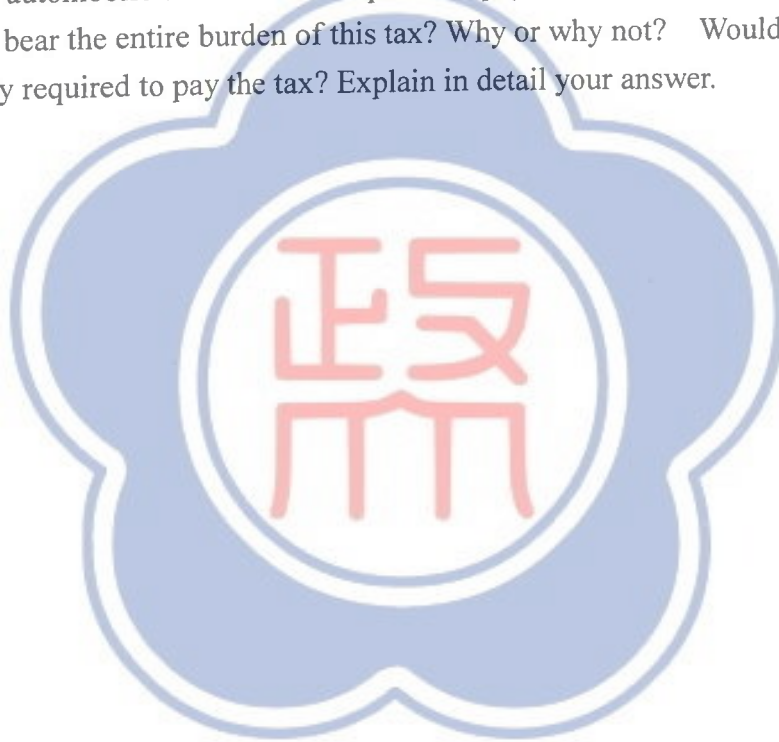 bear the entire burden of this tax? Why or why not? Would
required to pay the tax? Explain in detail your answer.
政
大